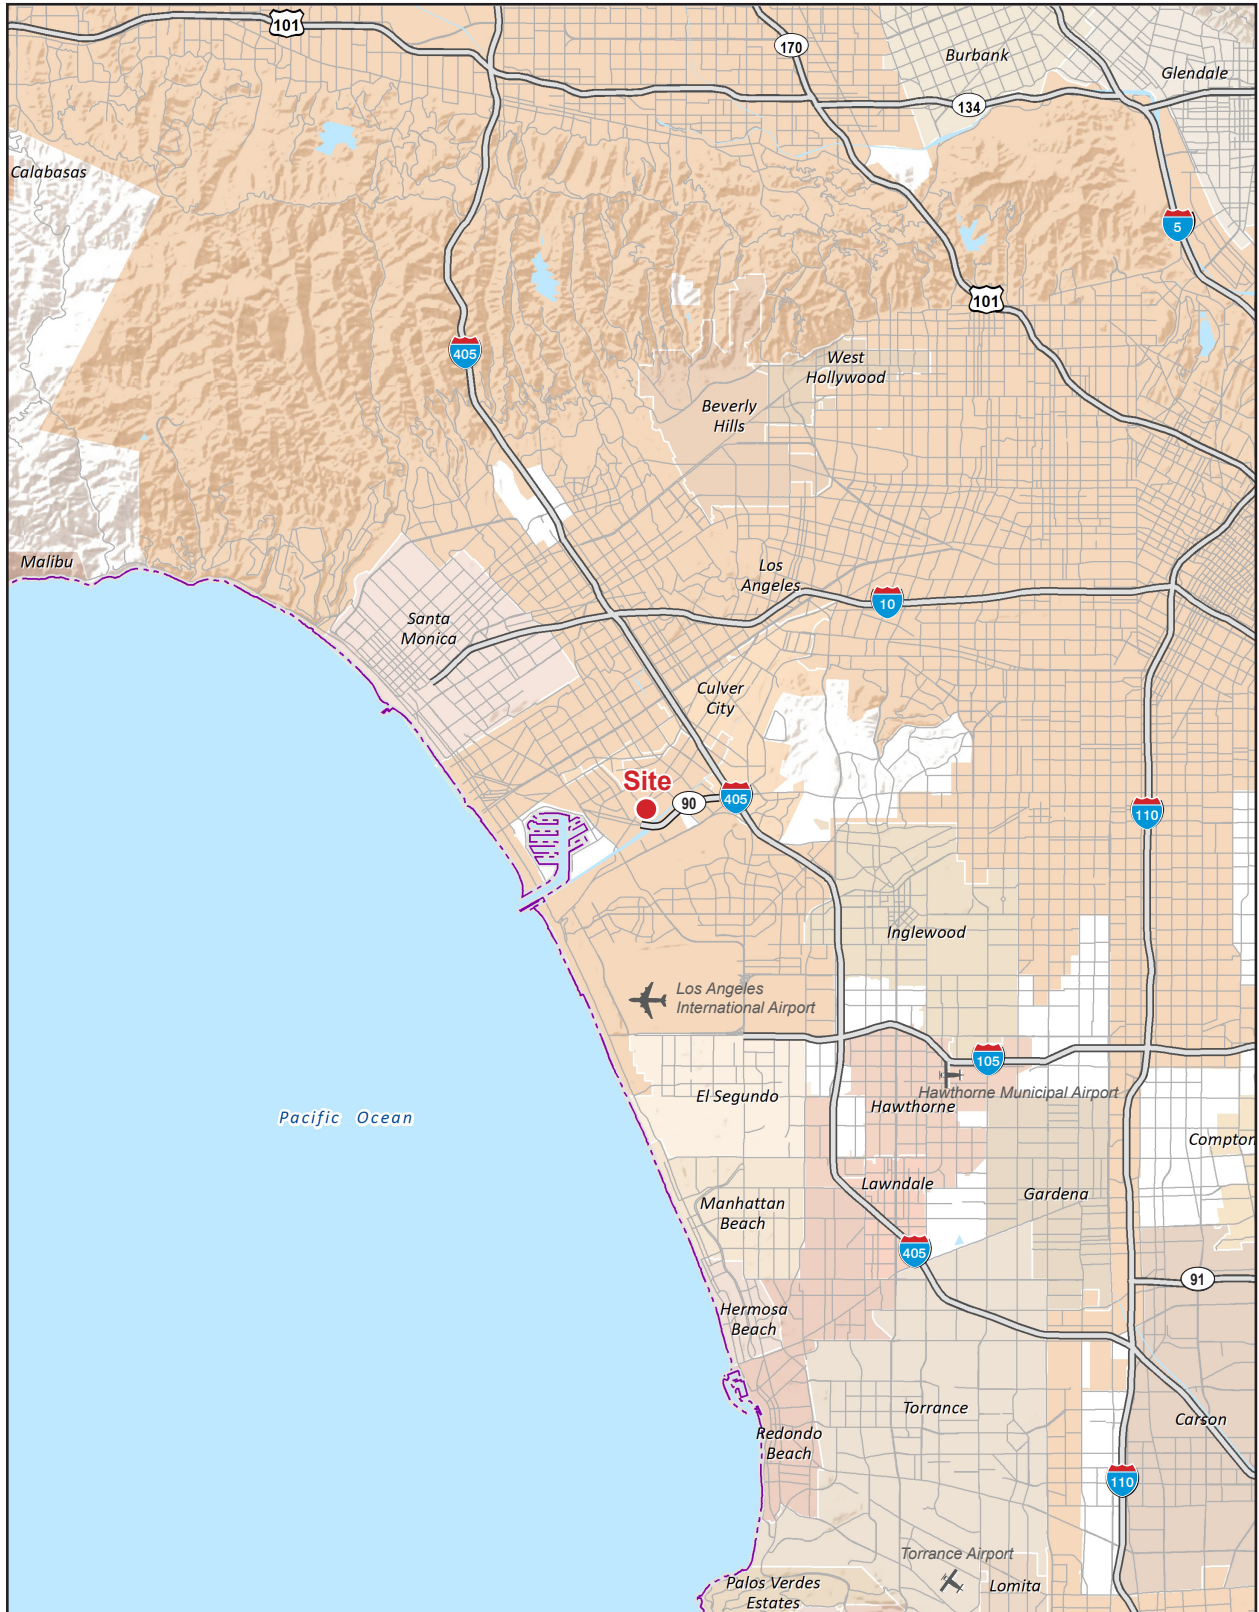 101
170
Burbank
Glendale
134
Calabasas
5
101
405
West
Hollywood
Beverly
Hills
Malibu
Los
Angeles
10
Santa
Monica
Culver
City
Site
90
405
110
Inglewood
Los Angeles
International Airport
105
Hawthorne Municipal Airport
El Segundo
Hawthorne
Pacific Ocean
Compton
Lawndale
Gardena
Manhattan
Beach
405
91
Hermosa
Beach
Torrance
Carson
Redondo
Beach
110
Torrance Airport
Palos Verdes
Estates
Lomita